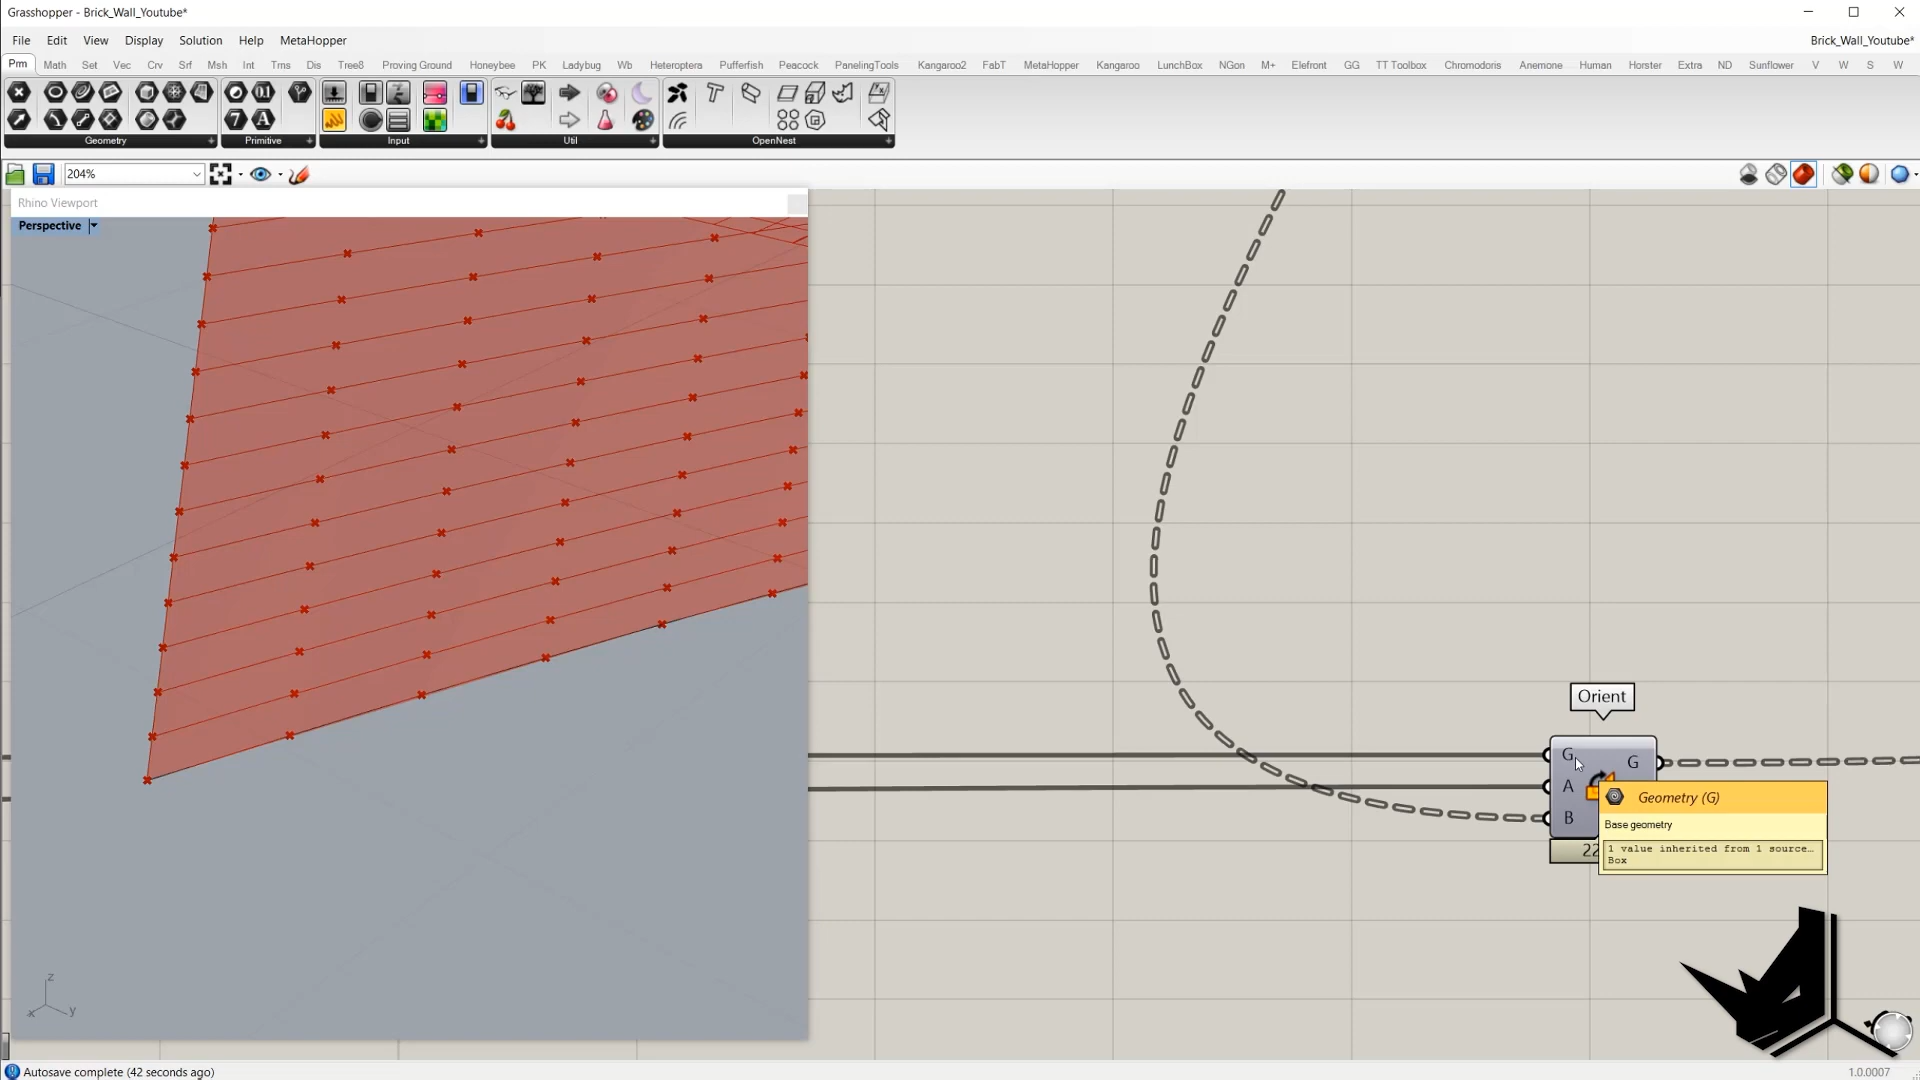 Grasshopper - Brick_Wall_Youtube*
File Edit View Display Solution Help MetaHopper Brick_Wall_Youtube*
Prm Math Set Vec Crv Srf Msh Int Trns Dis Tree8 Proving Ground Honeybee PK Ladybug Wb Heteroptera Pufferfish Peacock PanelingTools Kangaroo2 FabT MetaHopper Kangaroo LunchBox NGon M+ Elefront GG TT Toolbox Chromodoris Anemone Human Horster Extra ND Sunflower V W S W
Geometry Primitive Input Util OpenNest
204%
Rhino Viewport
Perspective
Orient
G G
A
B
22
Geometry (G)
Base geometry
1 value inherited from 1 source...
Box
z
x y
Autosave complete (42 seconds ago) 1.0.0007